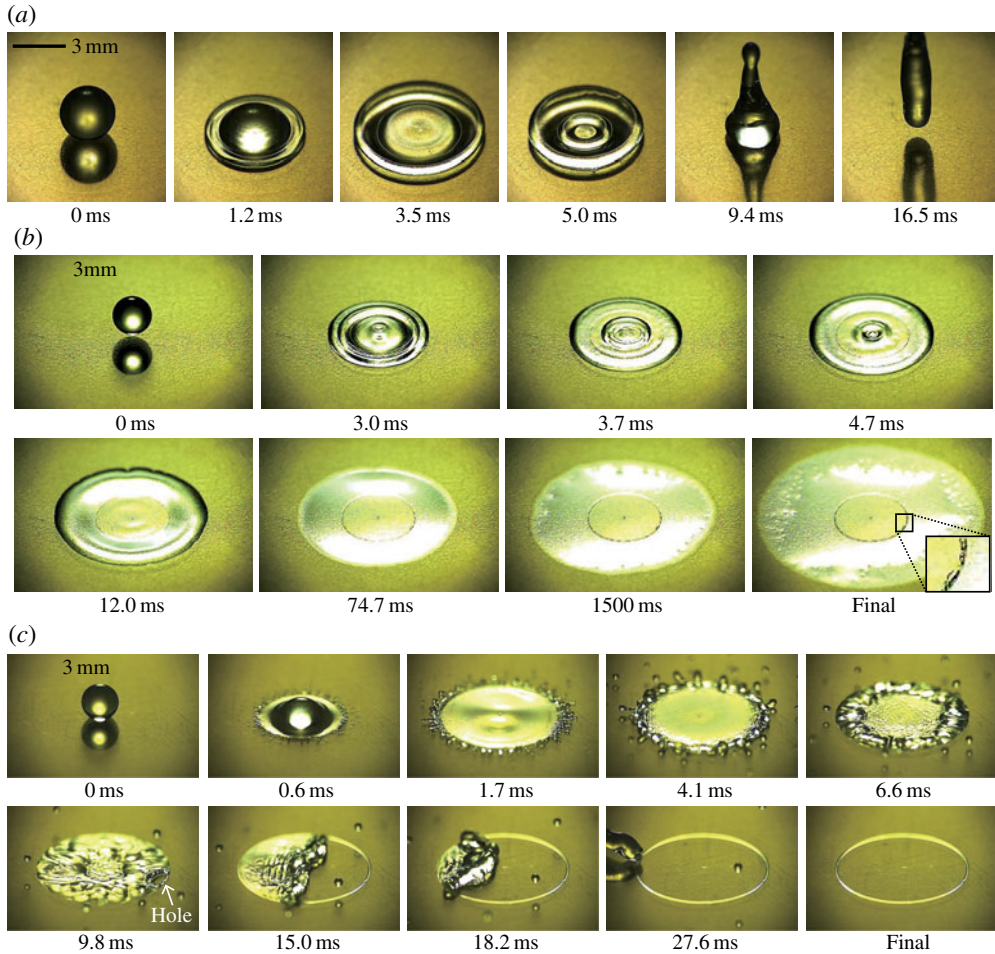 (a)
3 mm
0 ms 1.2 ms 3.5 ms 5.0 ms 9.4 ms 16.5 ms
(b)
3mm
0 ms 3.0 ms 3.7 ms 4.7 ms
12.0 ms 74.7 ms 1500 ms Final
(c)
3 mm
0 ms 0.6 ms 1.7 ms 4.1 ms 6.6 ms
Hole
9.8 ms 15.0 ms 18.2 ms 27.6 ms Final